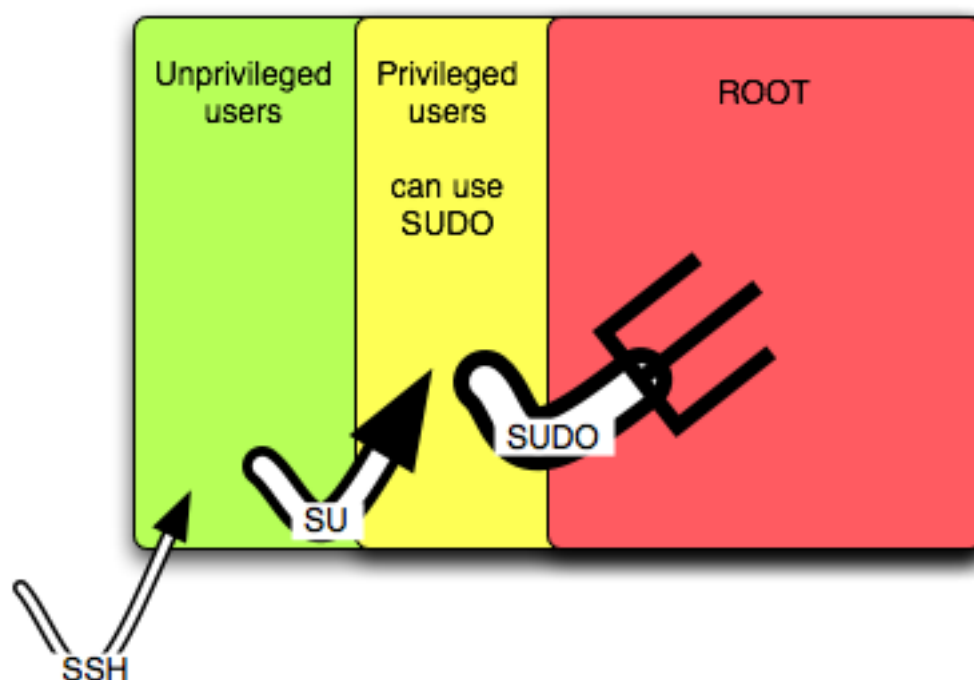 Unprivileged
users
Privileged
users
can use
SUDO
ROOT
SUDO
SU
SSH